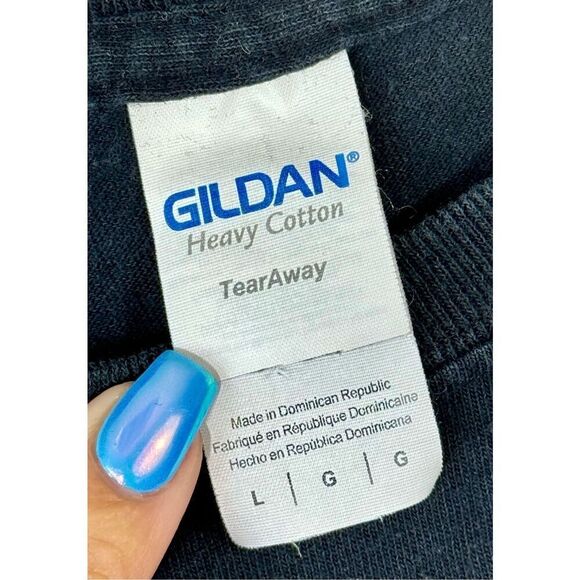 GILDAN®
Heavy Cotton
TearAway
Made in Dominican Republic
Fabriqué en République Dominicaine
Hecho en República Dominicana
L | G | G